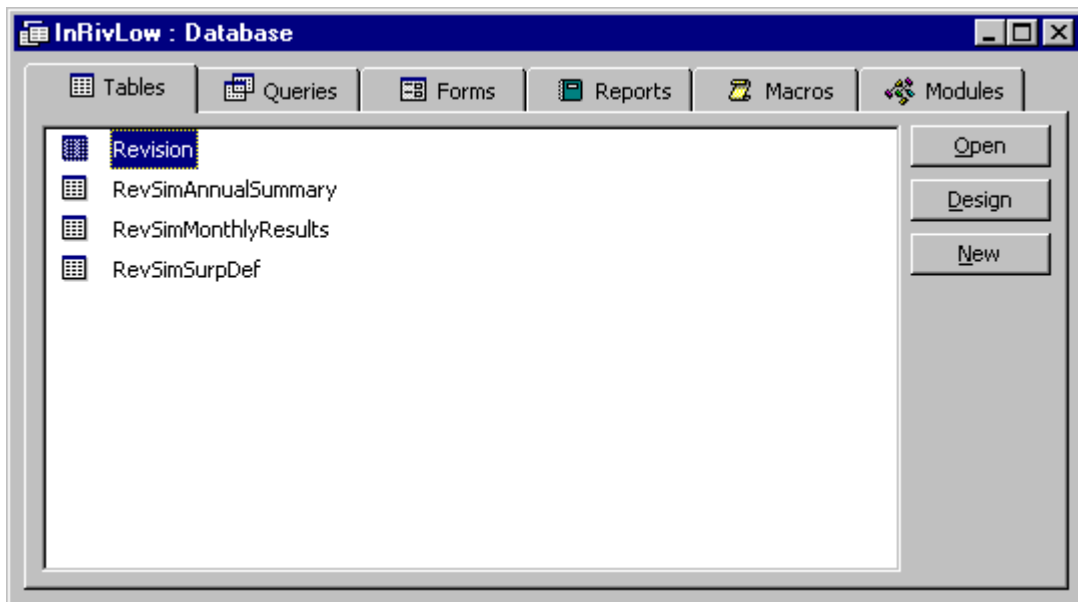 InRivLow : Database
Tables Queries Forms Reports Macros Modules
Revision
RevSimAnnualSummary
RevSimMonthlyResults
RevSimSurpDef
Open
Design
New